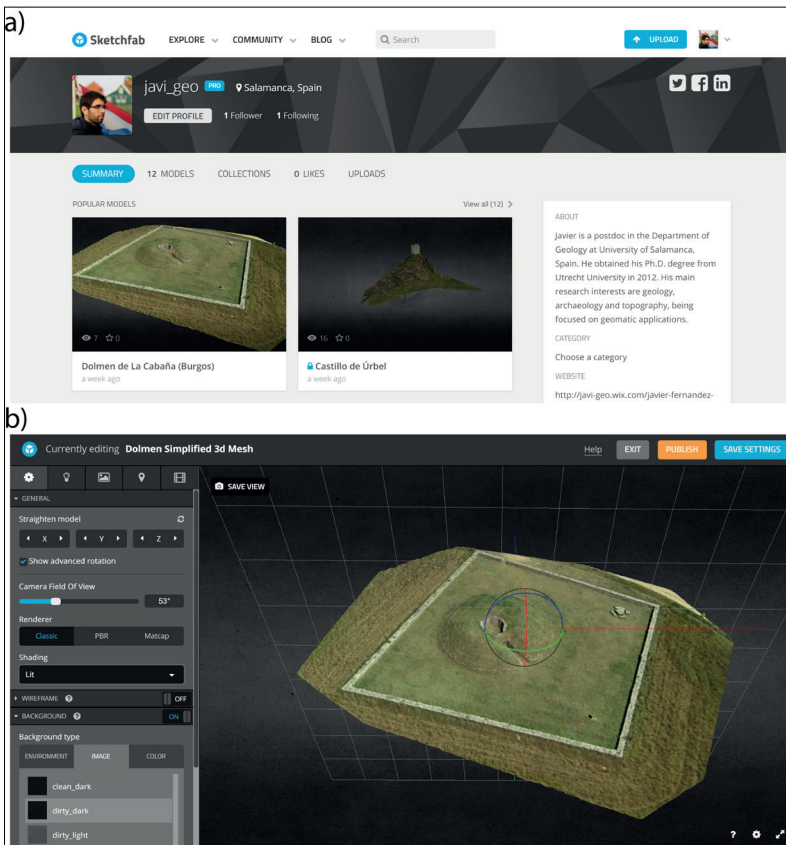 a)
Sketchfab EXPLORE COMMUNITY BLOG Search UPLOAD
javi_geo PRO Salamanca, Spain
EDIT PROFILE 1 Follower 1 Following
SUMMARY 12 MODELS COLLECTIONS 0 LIKES UPLOADS
POPULAR MODELS View all (12)
7 0
Dolmen de La Cabaña (Burgos)
a week ago
16 0
Castillo de Úrbel
a week ago
ABOUT
Javier is a postdoc in the Department of
Geology at University of Salamanca,
Spain. He obtained his Ph.D. degree from
Utrecht University in 2012. His main
research interests are geology,
archaeology and topography, being
focused on geomatic applications.
CATEGORY
Choose a category
WEBSITE
http://javi-geo.wix.com/javier-fernandez-
b)
Currently editing Dolmen Simplified 3d Mesh Help EXIT PUBLISH SAVE SETTINGS
SAVE VIEW
GENERAL
Straighten model
X Y Z
Show advanced rotation
Camera Field Of View
53°
Renderer
Classic PBR Matcap
Shading
Lit
WIREFRAME ? OFF
BACKGROUND ? ON
Background type
ENVIRONMENT IMAGE COLOR
clean_dark
dirty_dark
dirty_light
?